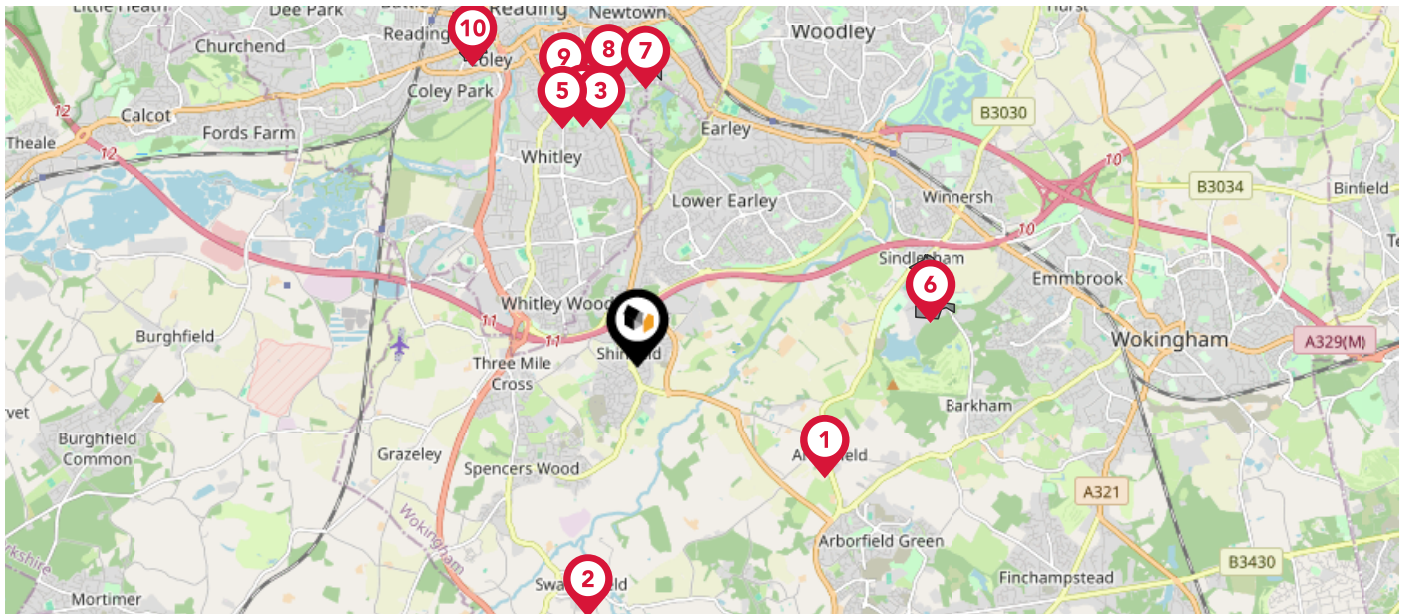 Little Heath
Dee Park
Reading
Newtown
Hurst
10
Reading
Churchend
Woodley
9
8
7
Coley
5
3
Coley Park
12
Calcot
Fords Farm
Earley
B3030
Theale
12
Whitley
10
B3034
Binfield
Lower Earley
Winnersh
10
Sindlesham
6
Emmbrook
Whitley Wood
11
11
Burghfield
Shinfield
Three Mile
Cross
Wokingham
A329(M)
Barkham
1
Burghfield
Common
Grazeley
Spencers Wood
Arborfield
A321
Wokingham
Arborfield Green
B3430
2
Finchampstead
Mortimer